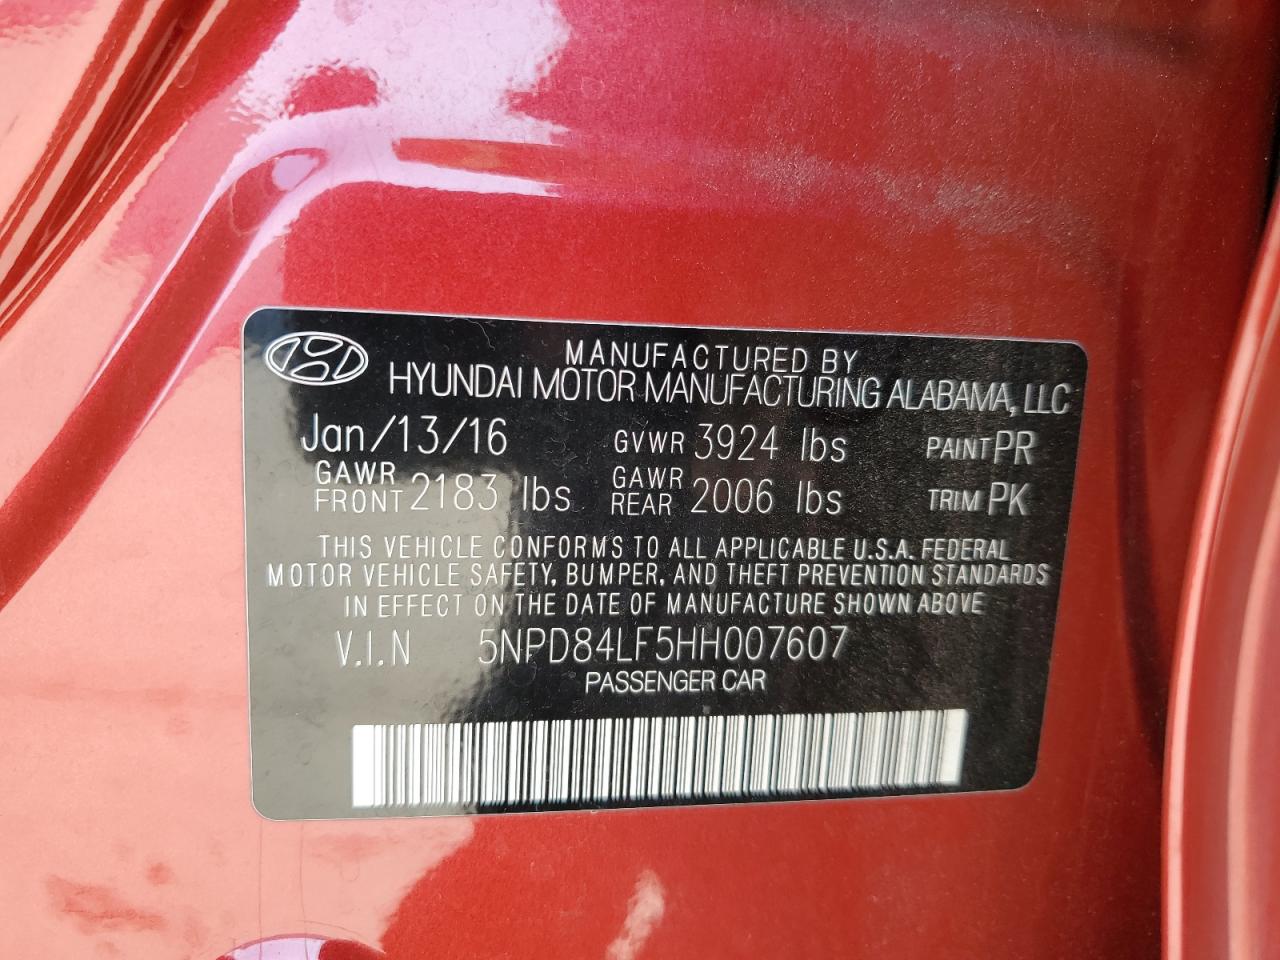 MANUFACTURED BY
HYUNDAI MOTOR MANUFACTURING ALABAMA, LLC
Jan/13/16 GVWR 3924 lbs PAINT PR
GAWR FRONT 2183 lbs GAWR REAR 2006 lbs TRIM PK
THIS VEHICLE CONFORMS TO ALL APPLICABLE U.S.A. FEDERAL
MOTOR VEHICLE SAFETY, BUMPER, AND THEFT PREVENTION STANDARDS
IN EFFECT ON THE DATE OF MANUFACTURE SHOWN ABOVE
V.I.N 5NPD84LF5HH007607
PASSENGER CAR